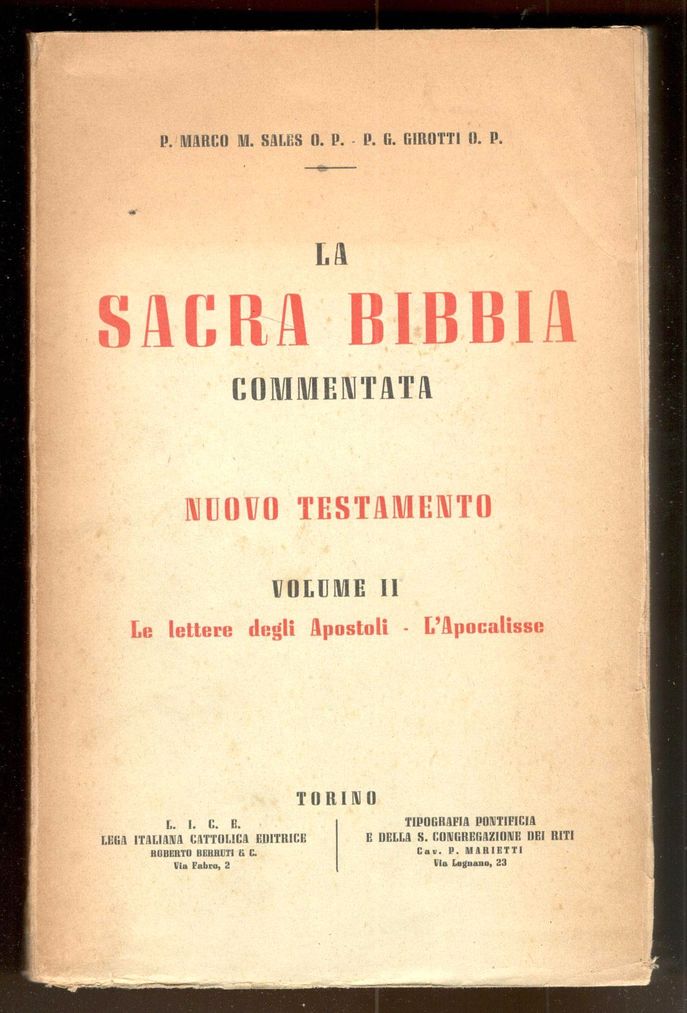 P. MARCO M. SALES O. P. - P. G. GIROTTI O. P.
LA
SACRA BIBBIA
COMMENTATA
NUOVO TESTAMENTO
VOLUME II
Le lettere degli Apostoli - L'Apocalisse
TORINO
L. I. C. E.
LEGA ITALIANA CATTOLICA EDITRICE
ROBERTO BERRUTI & C.
Via Fabro, 2
TIPOGRAFIA PONTIFICIA
E DELLA S. CONGREGAZIONE DEI RITI
Cav. P. MARIETTI
Via Legnano, 23